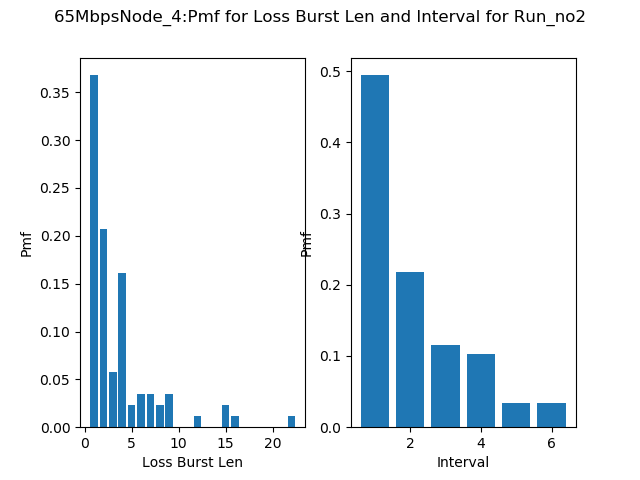 65MbpsNode_4:Pmf for Loss Burst Len and Interval for Run_no2
Pmf
0.35
0.30
0.25
0.20
0.15
0.10
0.05
0.00
0 5 10 15 20
Loss Burst Len
Pmf
0.5
0.4
0.3
0.2
0.1
0.0
2 4 6
Interval